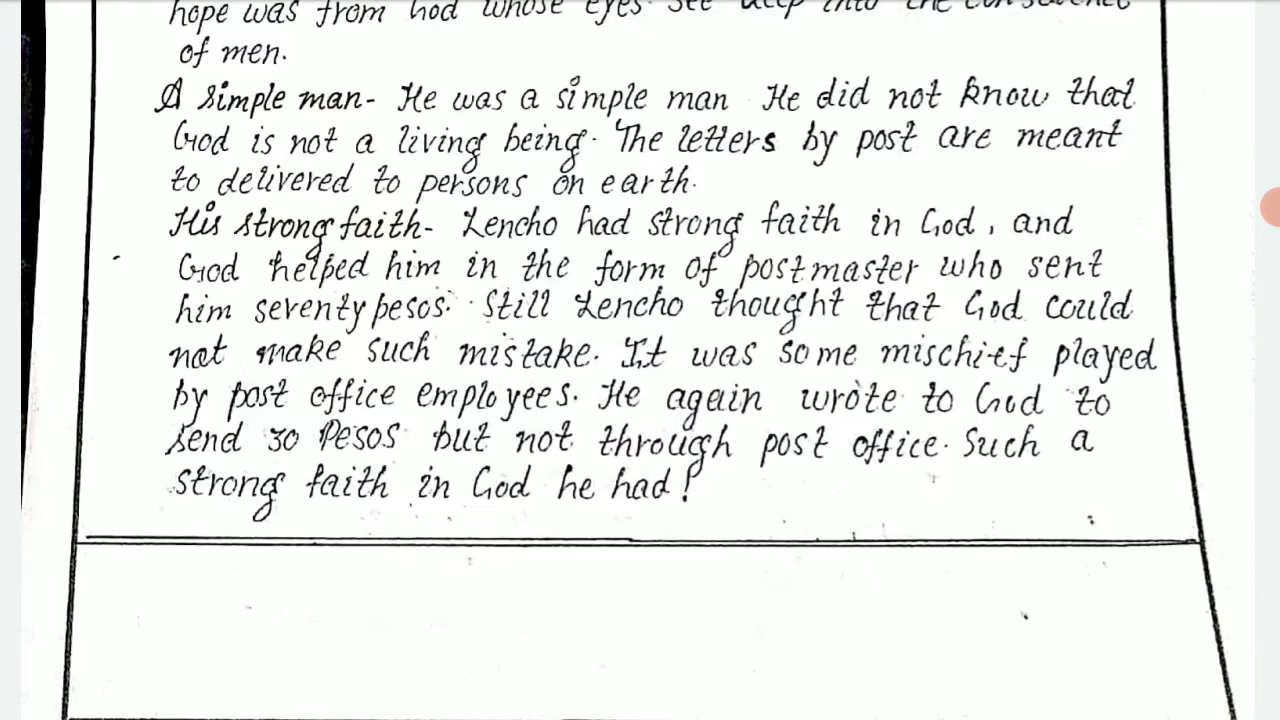 hope was from God whose eyes see deep into the
of men.
A simple man- He was a simple man He did not know that
God is not a living being. The letters by post are meant
to delivered to persons on earth.
His strong faith- Lencho had strong faith in God, and
God helped him in the form of postmaster who sent
him seventy pesos. Still Lencho thought that God could
not make such mistake. It was some mischief played
by post office employees. He again wrote to God to
send 30 Pesos but not through post office. Such a
strong faith in God he had!